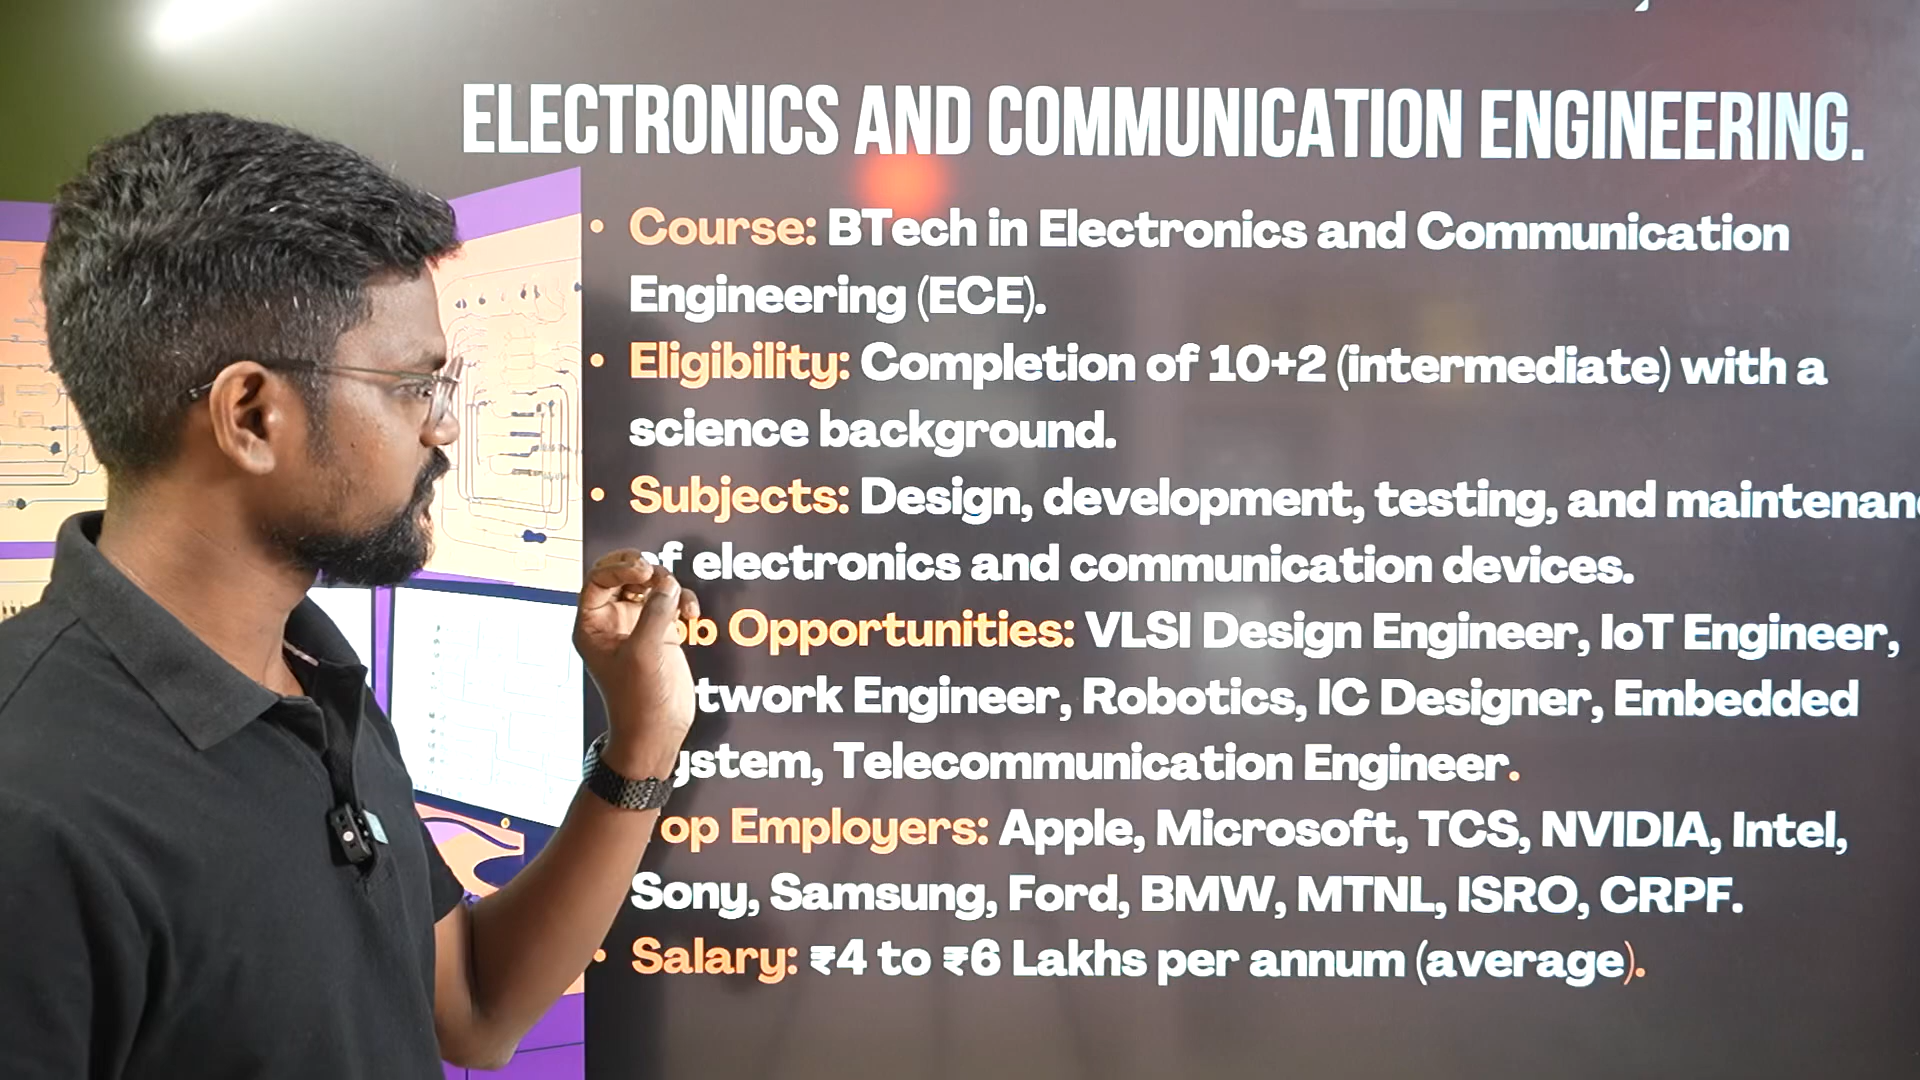 ELECTRONICS AND COMMUNICATION ENGINEERING.
• Course: BTech in Electronics and Communication
Engineering (ECE).
• Eligibility: Completion of 10+2 (intermediate) with a
science background.
• Subjects: Design, development, testing, and maintenan
of electronics and communication devices.
ob Opportunities: VLSI Design Engineer, IoT Engineer,
twork Engineer, Robotics, IC Designer, Embedded
ystem, Telecommunication Engineer.
Top Employers: Apple, Microsoft, TCS, NVIDIA, Intel,
Sony, Samsung, Ford, BMW, MTNL, ISRO, CRPF.
• Salary: ₹4 to ₹6 Lakhs per annum (average).